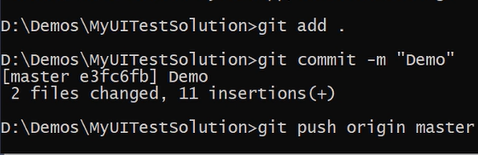 D:\Demos\MyUITestSolution>git add .
D:\Demos\MyUITestSolution>git commit -m "Demo"
[master e3fc6fb] Demo
 2 files changed, 11 insertions(+)
D:\Demos\MyUITestSolution>git push origin master